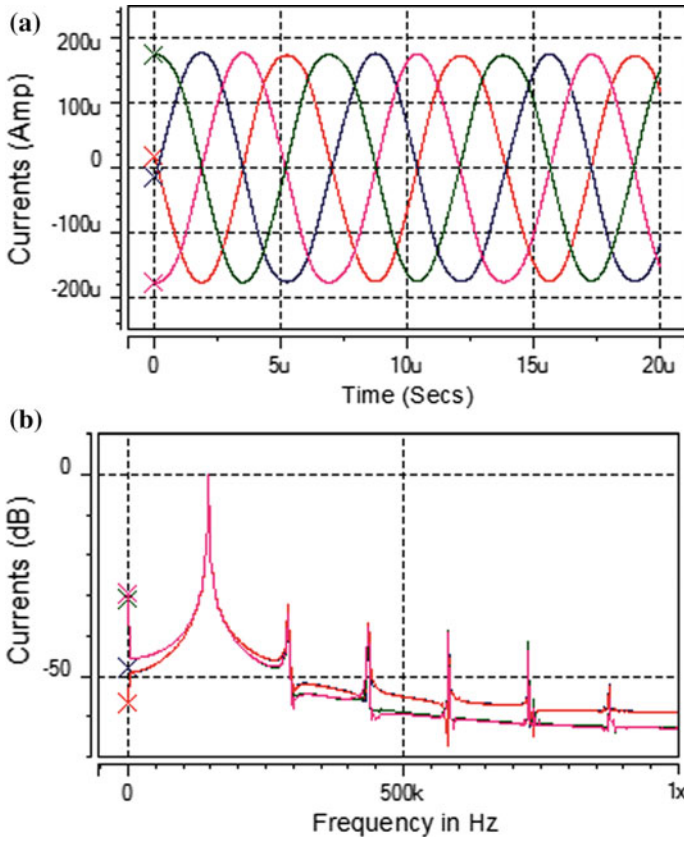 (a)
200u
100u
0
-100u
-200u
Currents (Amp)
0 5u 10u 15u 20u
Time (Secs)
(b)
0
-50
Currents (dB)
0 500k 1x
Frequency in Hz